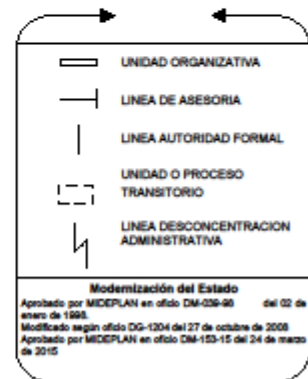 UNIDAD ORGANIZATIVA
LINEA DE ASESORIA
LINEA AUTORIDAD FORMAL
UNIDAD O PROCESO
TRANSITORIO
LINEA DESCONCENTRACION
ADMINISTRATIVA
Modernización del Estado
Aprobado por MIDEPLAN en oficio DM-039-98 del 02 de
enero de 1998.
Modificado según oficio DG-1204 del 27 de octubre de 2008
Aprobado por MIDEPLAN en oficio DM-153-15 del 24 de marzo
de 2015